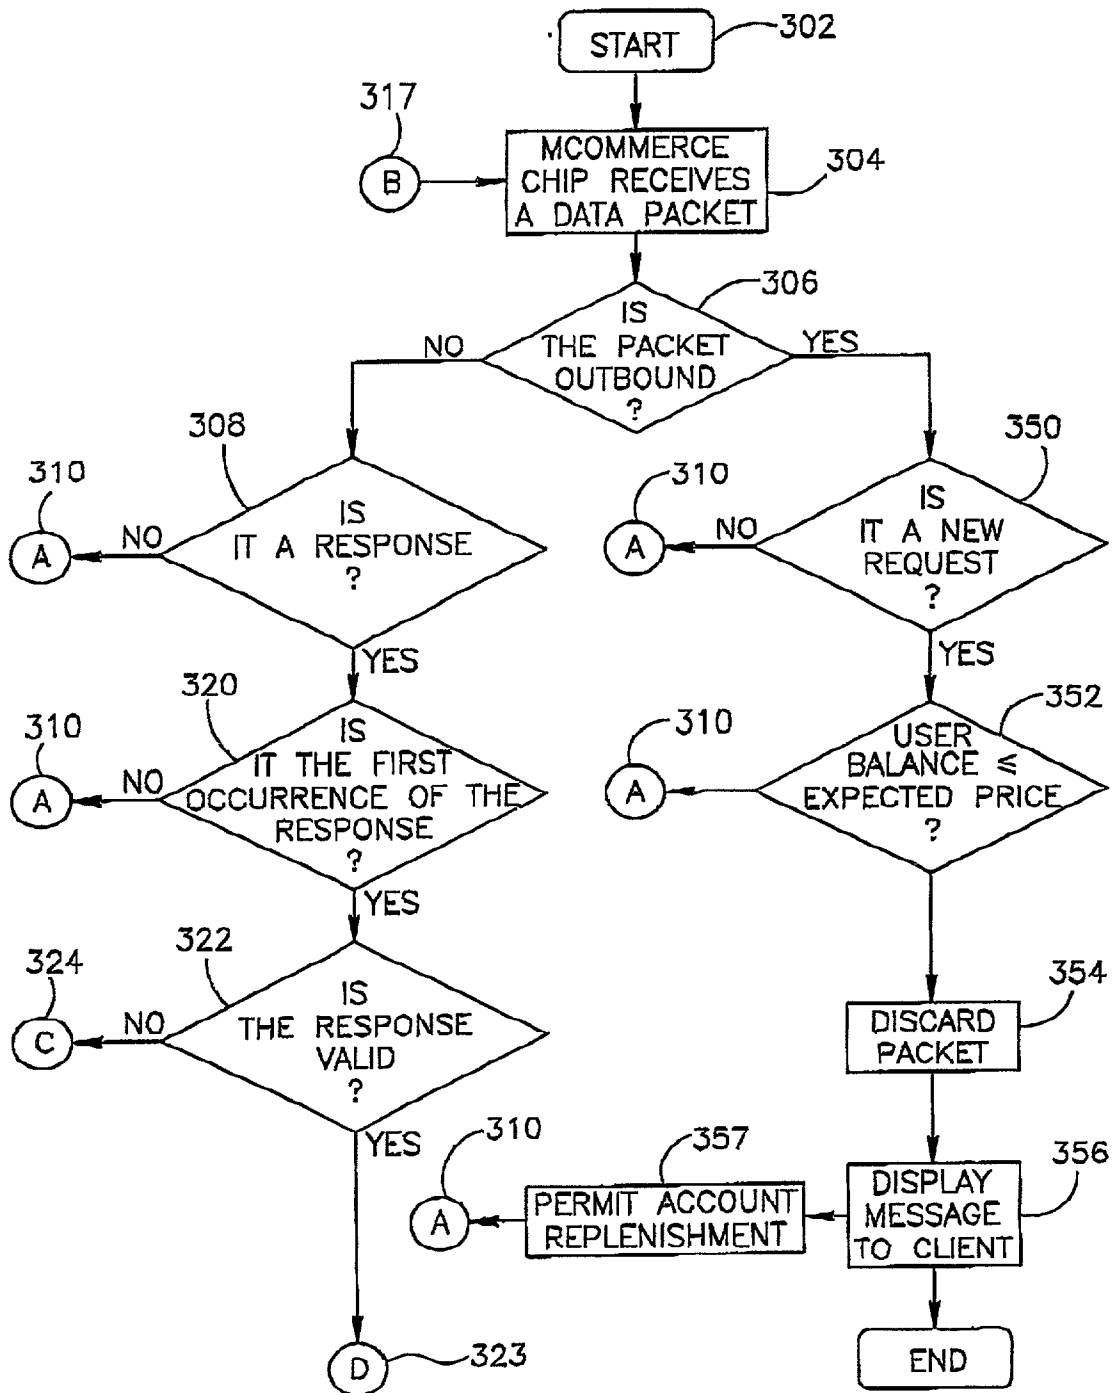 START
302
317
B
MCOMMERCE
CHIP RECEIVES
A DATA PACKET
304
306
IS
THE PACKET
OUTBOUND
?
NO
YES
308
310
A
NO
IS
IT A RESPONSE
?
YES
350
310
A
NO
IS
IT A NEW
REQUEST
?
YES
320
310
A
NO
IS
IT THE FIRST
OCCURRENCE OF THE
RESPONSE
?
YES
352
310
A
USER
BALANCE ≤
EXPECTED PRICE
?
322
324
C
NO
IS
THE RESPONSE
VALID
?
YES
354
DISCARD
PACKET
310
A
357
PERMIT ACCOUNT
REPLENISHMENT
356
DISPLAY
MESSAGE
TO CLIENT
D
323
END